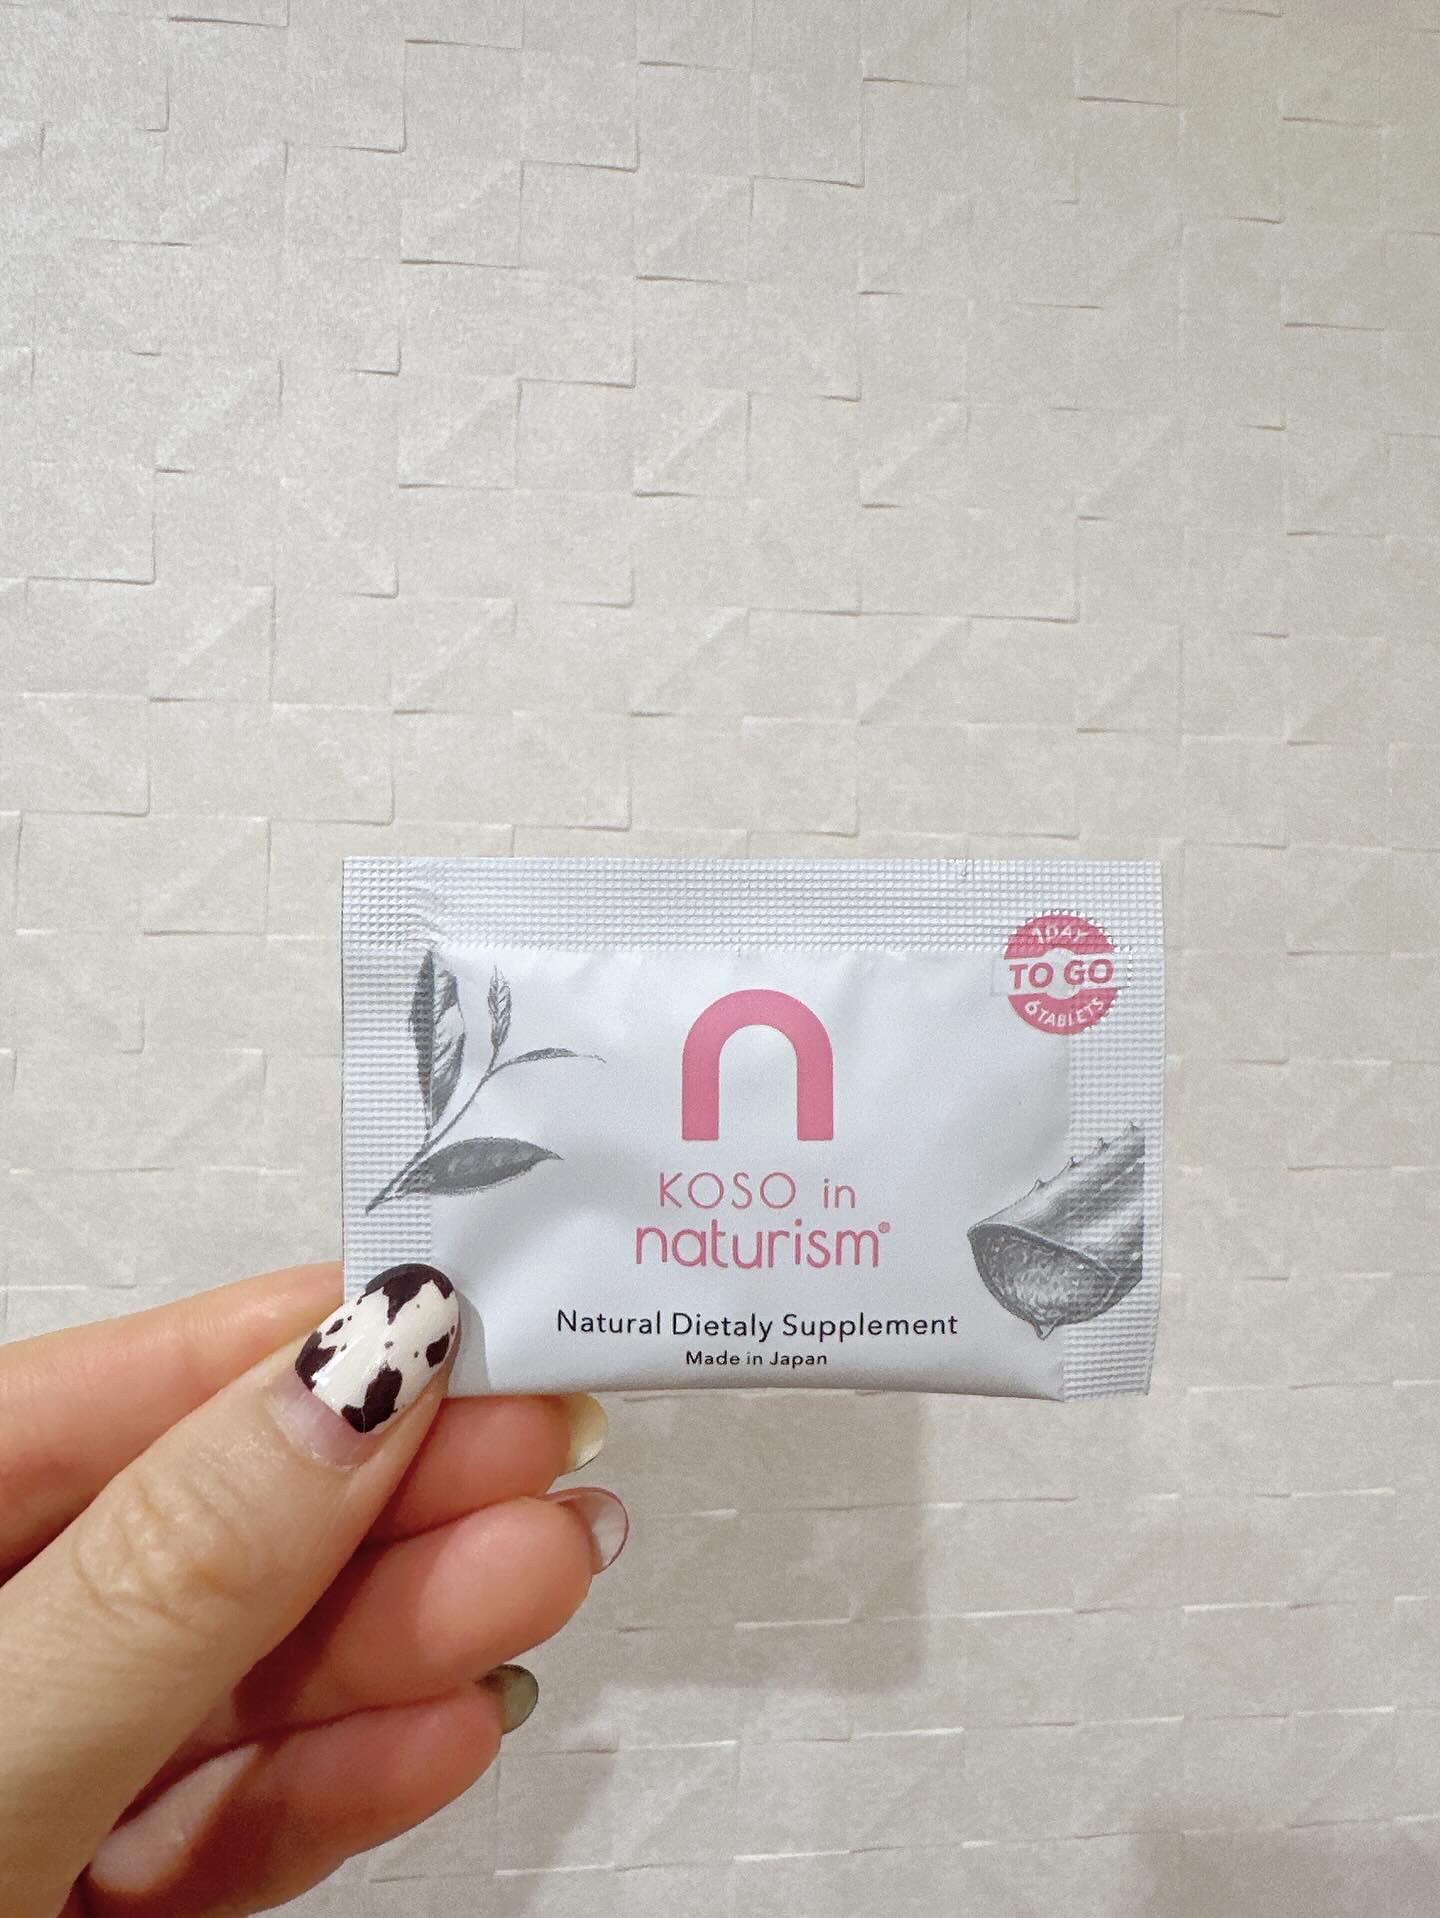 1DAY
TO GO
6TABLETS
n
KOSO in
naturism®
Natural Dietaly Supplement
Made in Japan